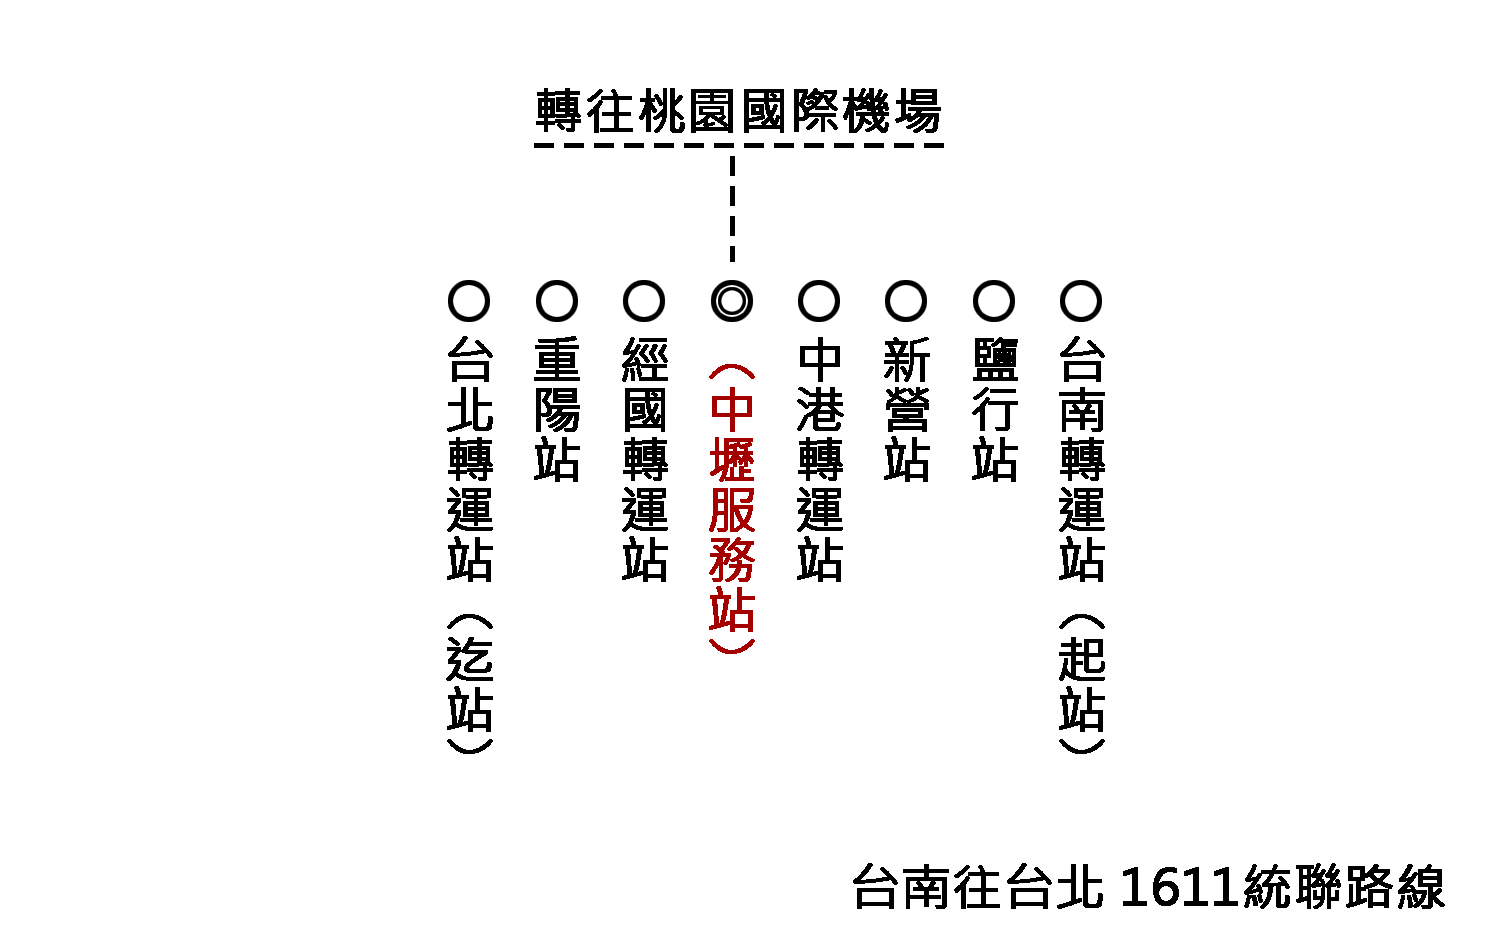 轉往桃園國際機場
台北轉運站（迄站）
重陽站
經國轉運站
（中壢服務站）
中港轉運站
新營站
鹽行站
台南轉運站（起站）
台南往台北 1611統聯路線